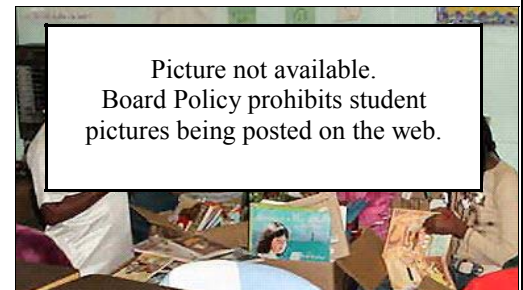 Picture not available.
Board Policy prohibits student
pictures being posted on the web.